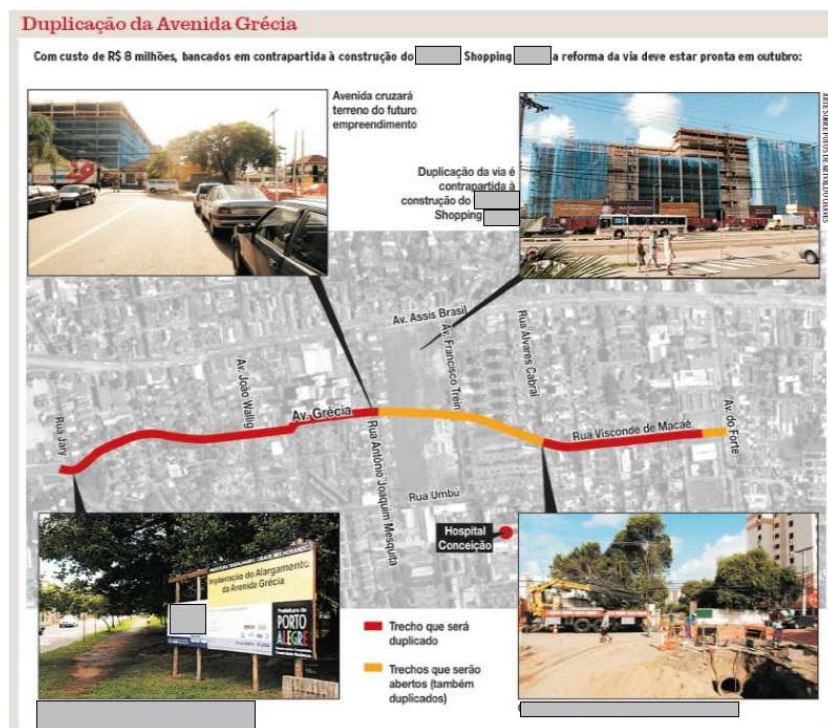 Duplicação da Avenida Grécia
Com custo de R$ 8 milhões, bancados em contrapartida à construção do Shopping a reforma da via deve estar pronta em outubro:
Avenida cruzará
terreno do futuro
empreendimento
Duplicação da via é
contrapartida à
construção do
Shopping
Av. Assis Brasil
Av. Francisco Trein
Rua Álvares Cabral
Av. João Wallig
Av. Grécia
Rua Jary
Rua Antônio Joaquim Mesquita
Rua Visconde de Macaé
Av. do Forte
Rua Umbu
Hospital
Conceição
Implantação do Alargamento
da Avenida Grécia
Prefeitura de
PORTO
ALEGRE
Trecho que será
duplicado
Trechos que serão
abertos (também
duplicados)